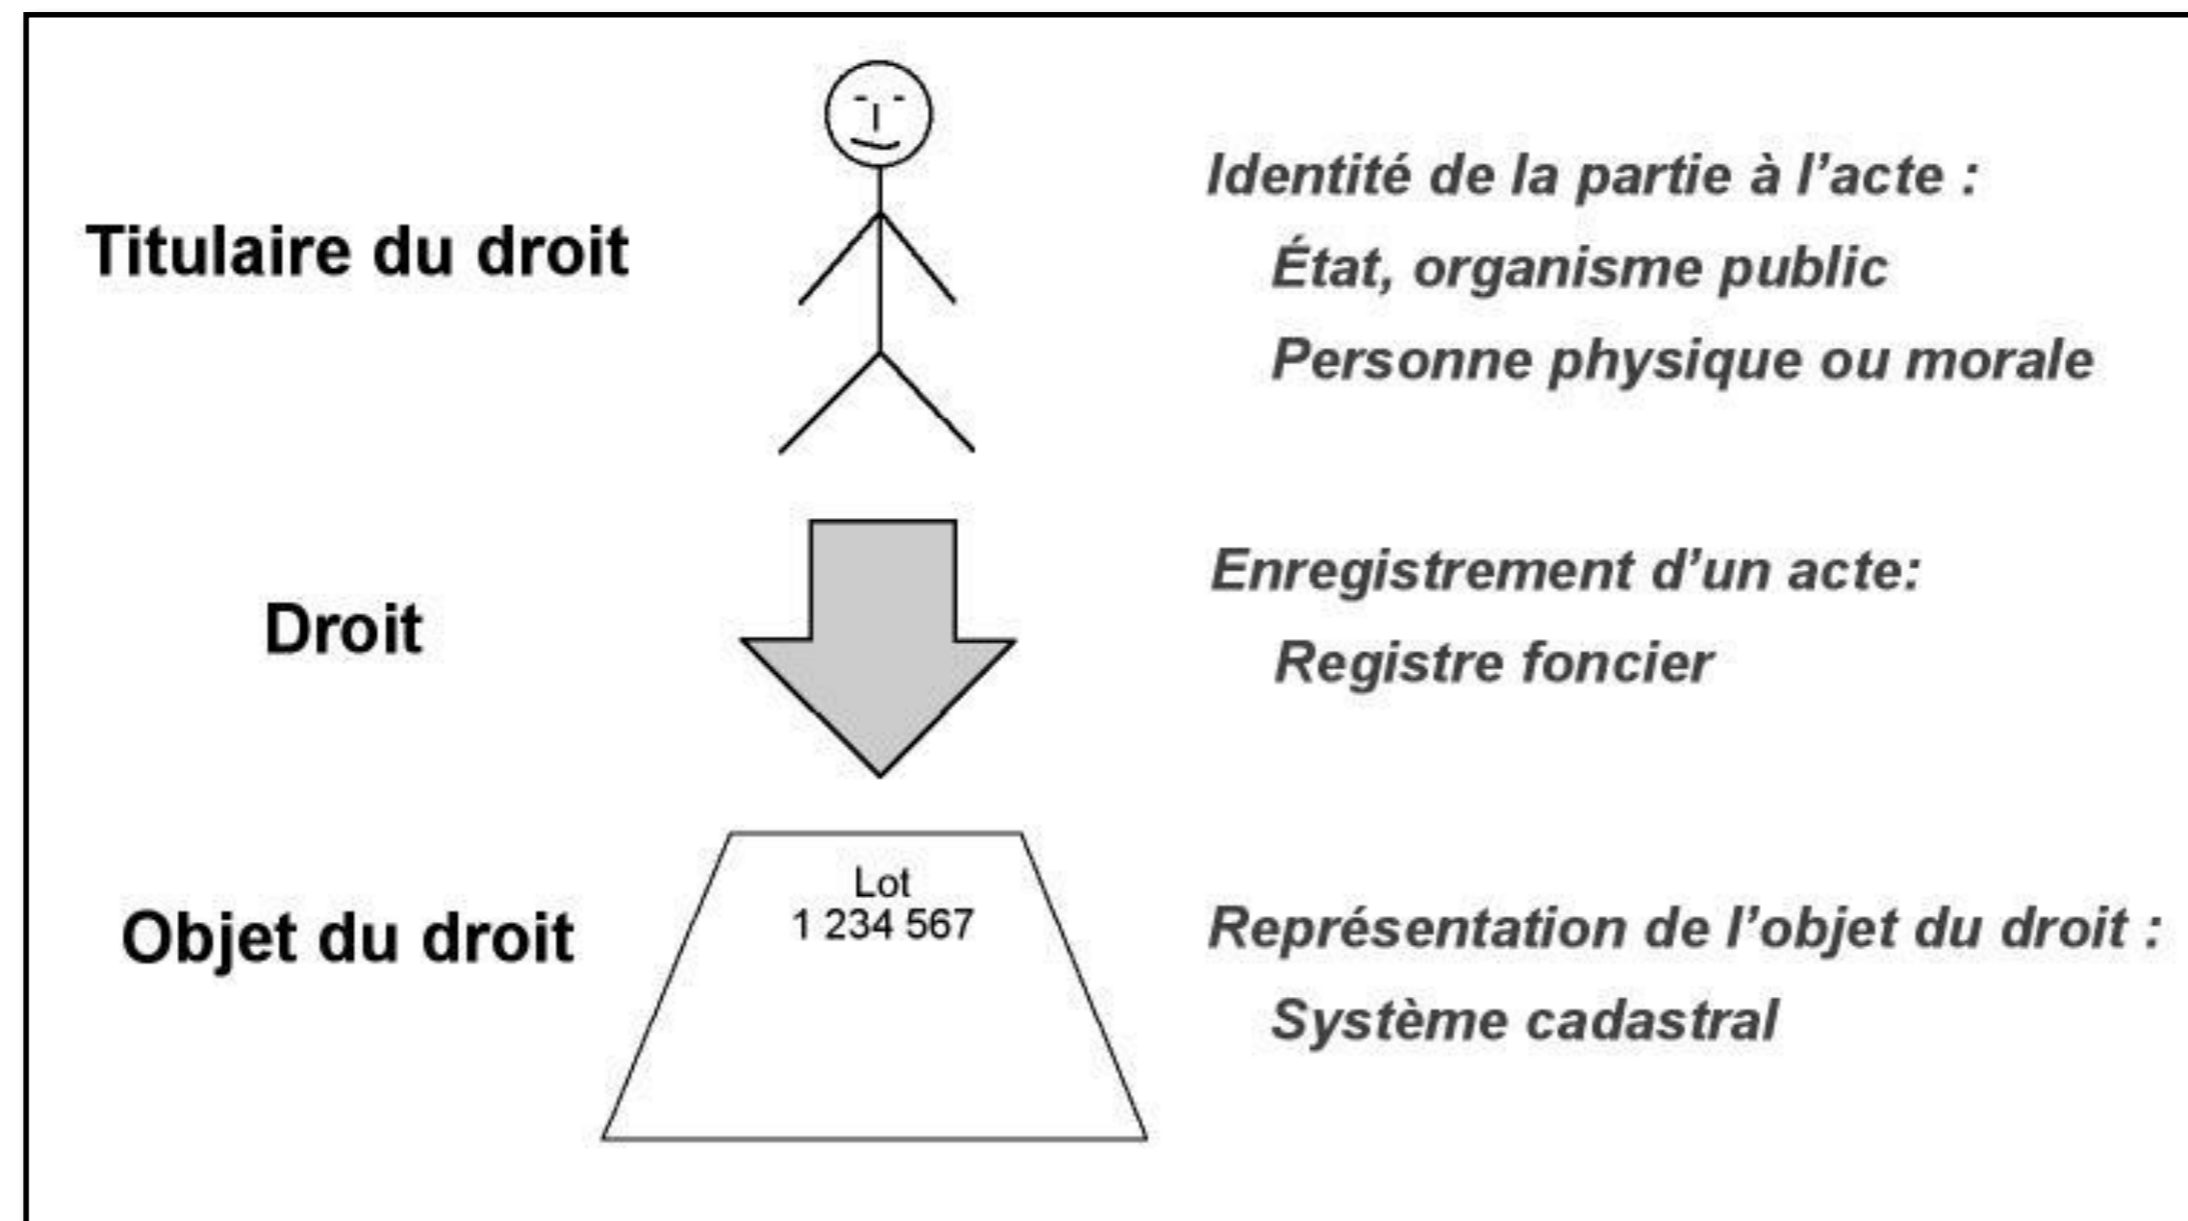 Titulaire du droit
Identité de la partie à l’acte :
État, organisme public
Personne physique ou morale
Droit
Enregistrement d’un acte:
Registre foncier
Objet du droit
Lot
1 234 567
Représentation de l’objet du droit :
Système cadastral